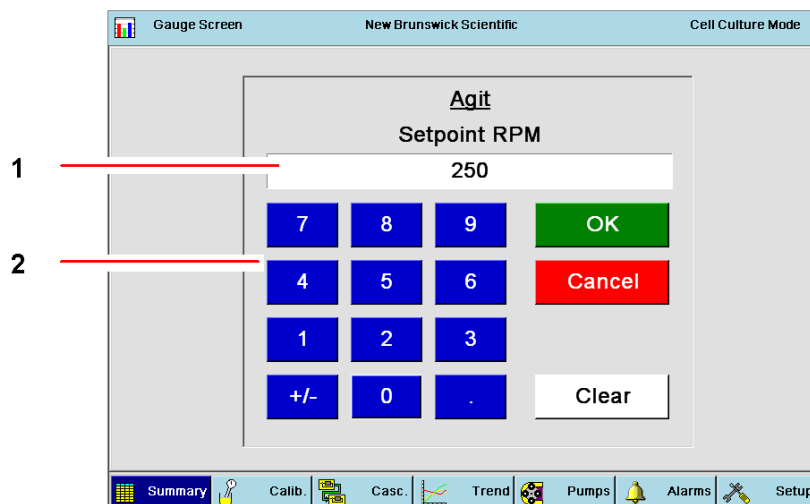 Gauge Screen New Brunswick Scientific Cell Culture Mode
Agit
Setpoint RPM
1 250
7 8 9 OK
2
4 5 6 Cancel
1 2 3
+/- 0 . Clear
Summary Calib. Casc. Trend Pumps Alarms Setup